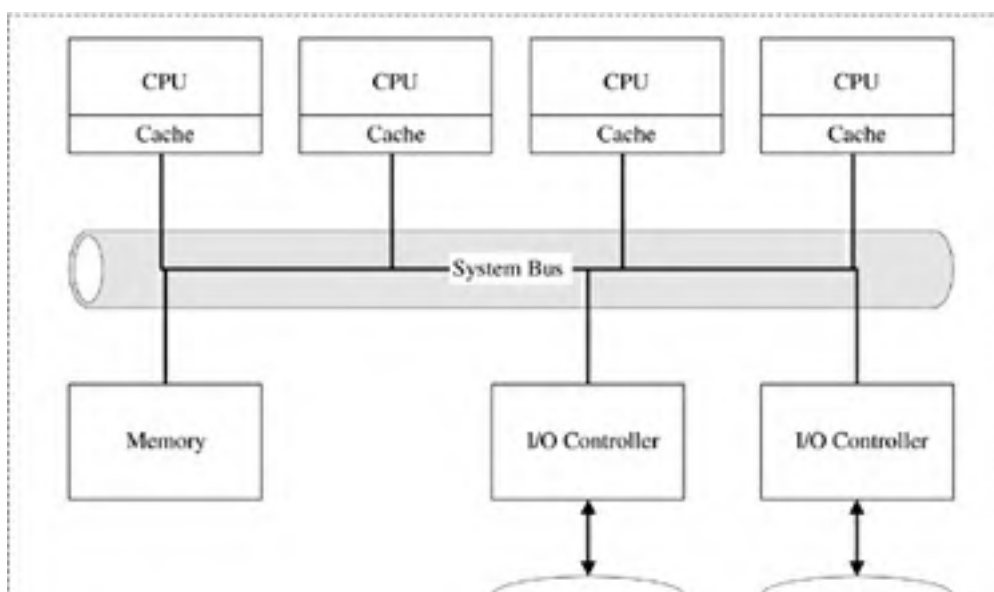 CPU
CPU
CPU
CPU
Cache
Cache
Cache
Cache
System Bus
Memory
I/O Controller
I/O Controller